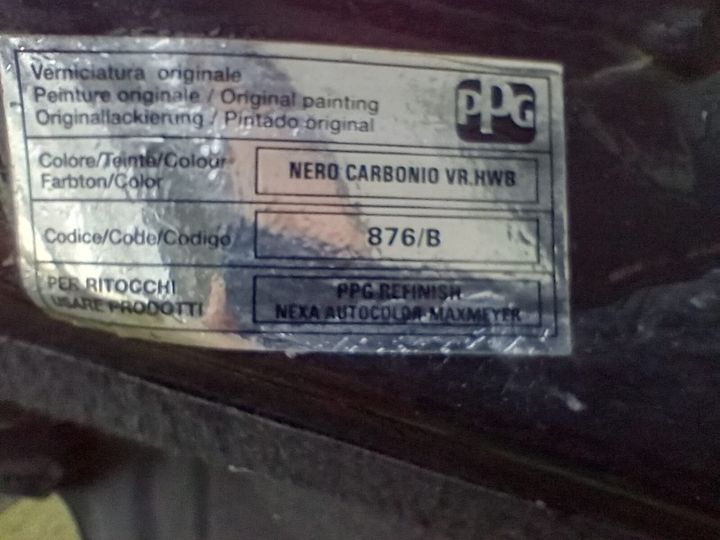 Verniciatura originale
Peinture originale / Original painting
Originallackierung / Pintado original
PPG
Colore/Teinte/Colour
Farbton/Color
NERO CARBONIO VR.HWB
Codice/Code/Codigo
876/B
PER RITOCCHI
USARE PRODOTTI
PPG REFINISH
NEXA AUTOCOLOR-MAXMEYER